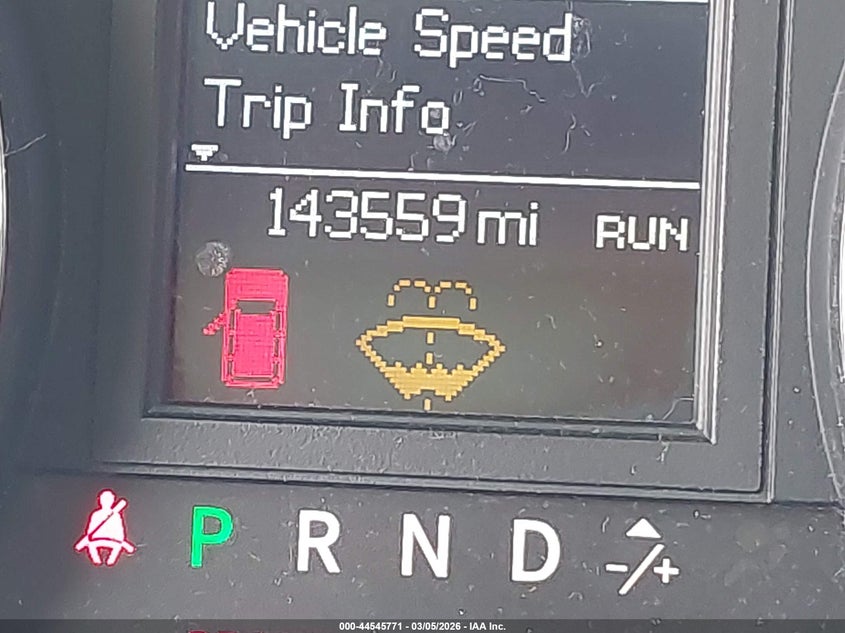 Vehicle Speed
Trip Info
143559 mi RUN
P R N D -/+
000-44545771 - 03/05/2026 - IAA Inc.